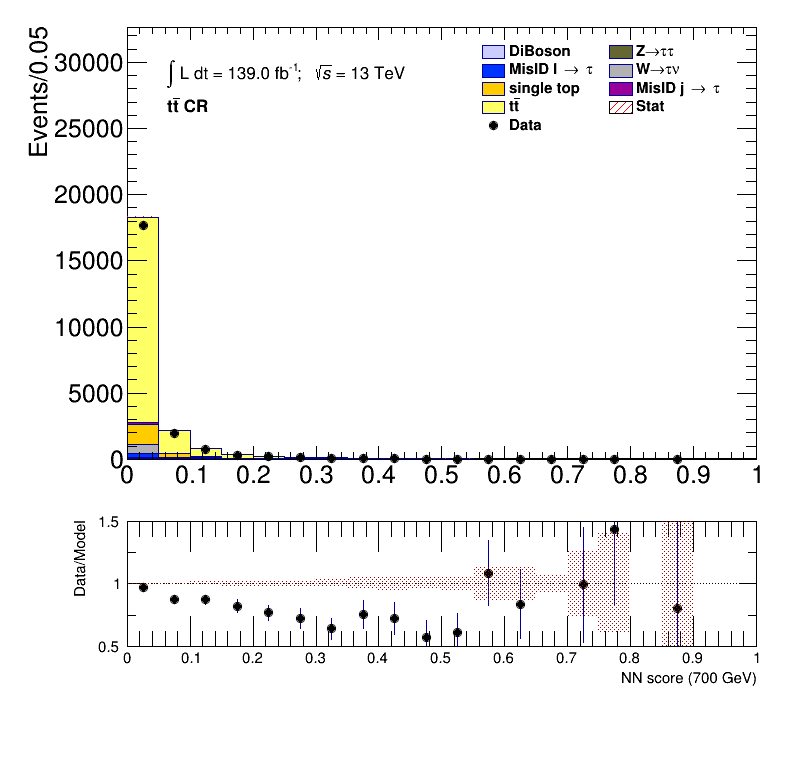 ∫ L dt = 139.0 fb⁻¹; √s = 13 TeV
tt̄ CR
DiBoson
MisID l → τ
single top
tt̄
Data
Z→ττ
W→τν
MisID j → τ
Stat
Events/0.05
30000
25000
20000
15000
10000
5000
0
0 0.1 0.2 0.3 0.4 0.5 0.6 0.7 0.8 0.9 1
Data/Model
1.5
1
0.5
0 0.1 0.2 0.3 0.4 0.5 0.6 0.7 0.8 0.9 1
NN score (700 GeV)